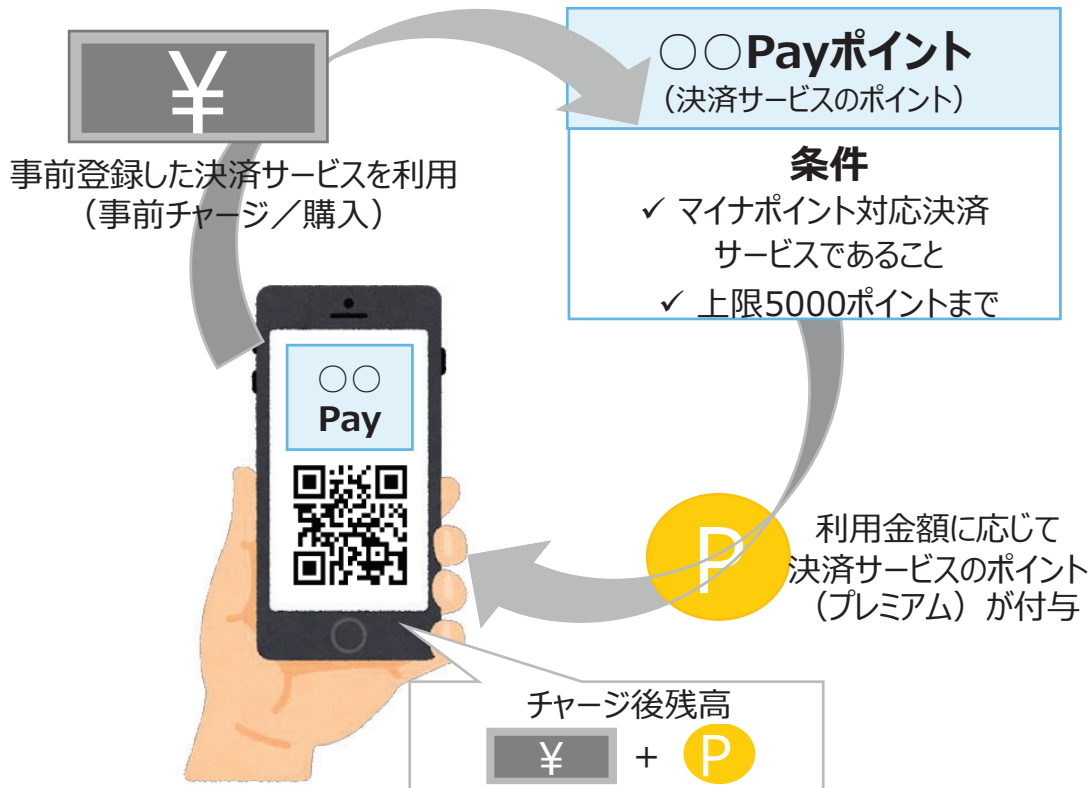 ¥
事前登録した決済サービスを利用
（事前チャージ／購入）
○○Payポイント
（決済サービスのポイント）
条件
✓ マイナポイント対応決済
サービスであること
✓ 上限5000ポイントまで
○○
Pay
P
利用金額に応じて
決済サービスのポイント
（プレミアム）が付与
チャージ後残高
¥ + P